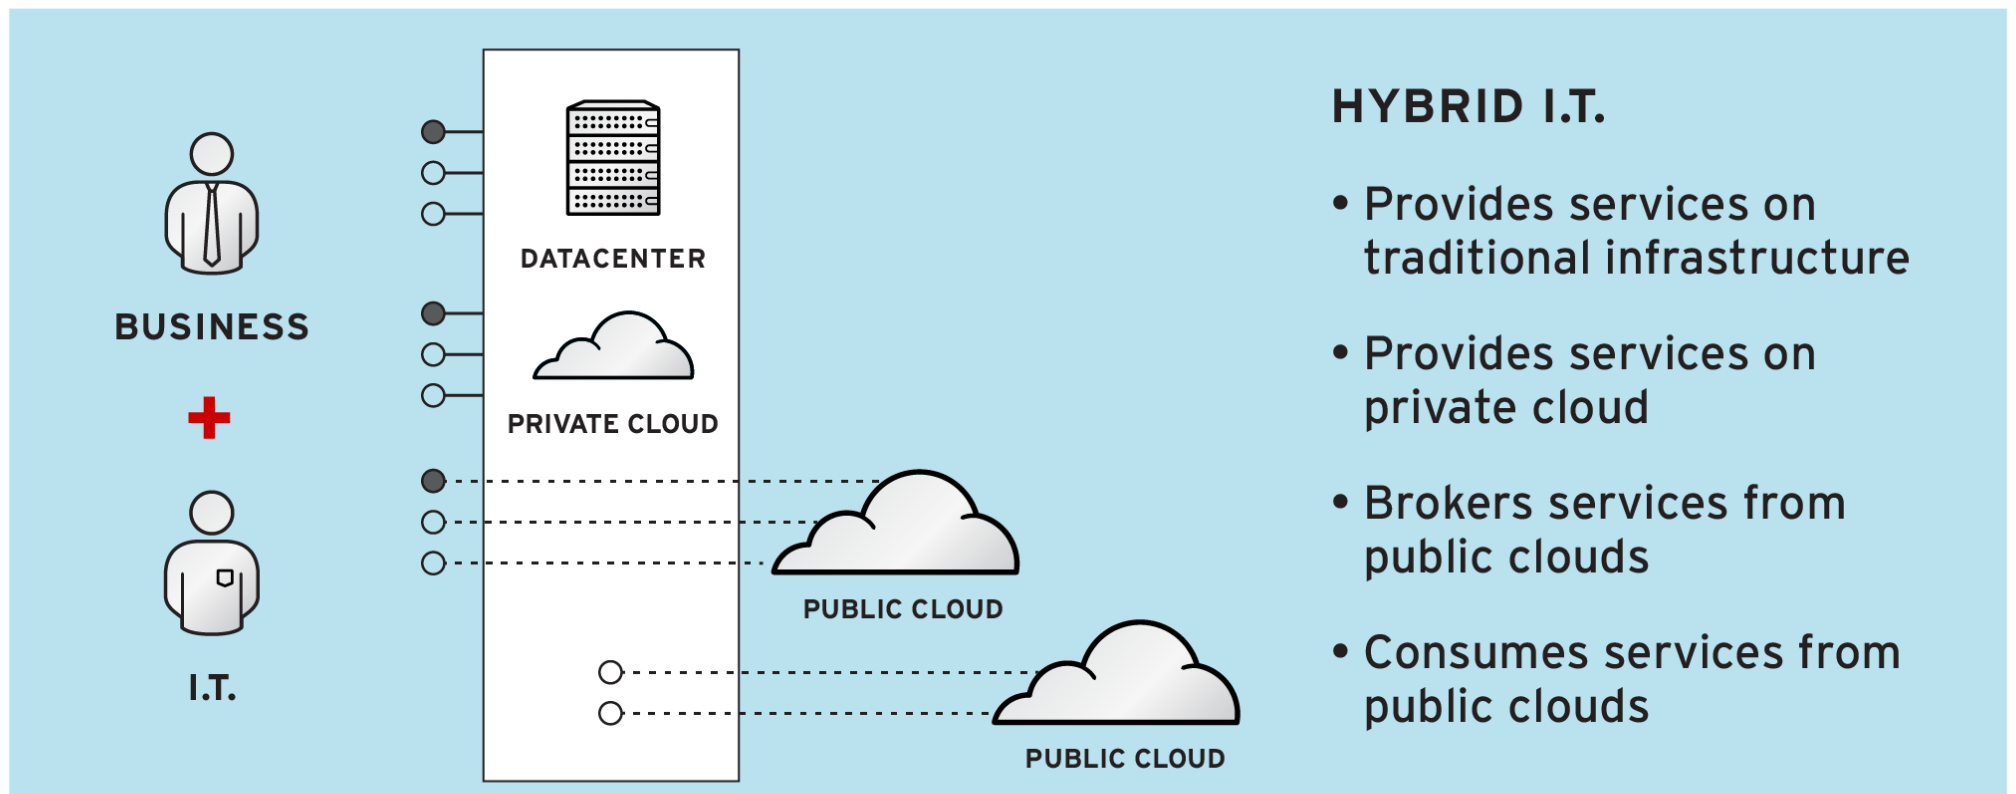 BUSINESS
+
I.T.
DATACENTER
PRIVATE CLOUD
PUBLIC CLOUD
PUBLIC CLOUD
HYBRID I.T.
• Provides services on
traditional infrastructure
• Provides services on
private cloud
• Brokers services from
public clouds
• Consumes services from
public clouds